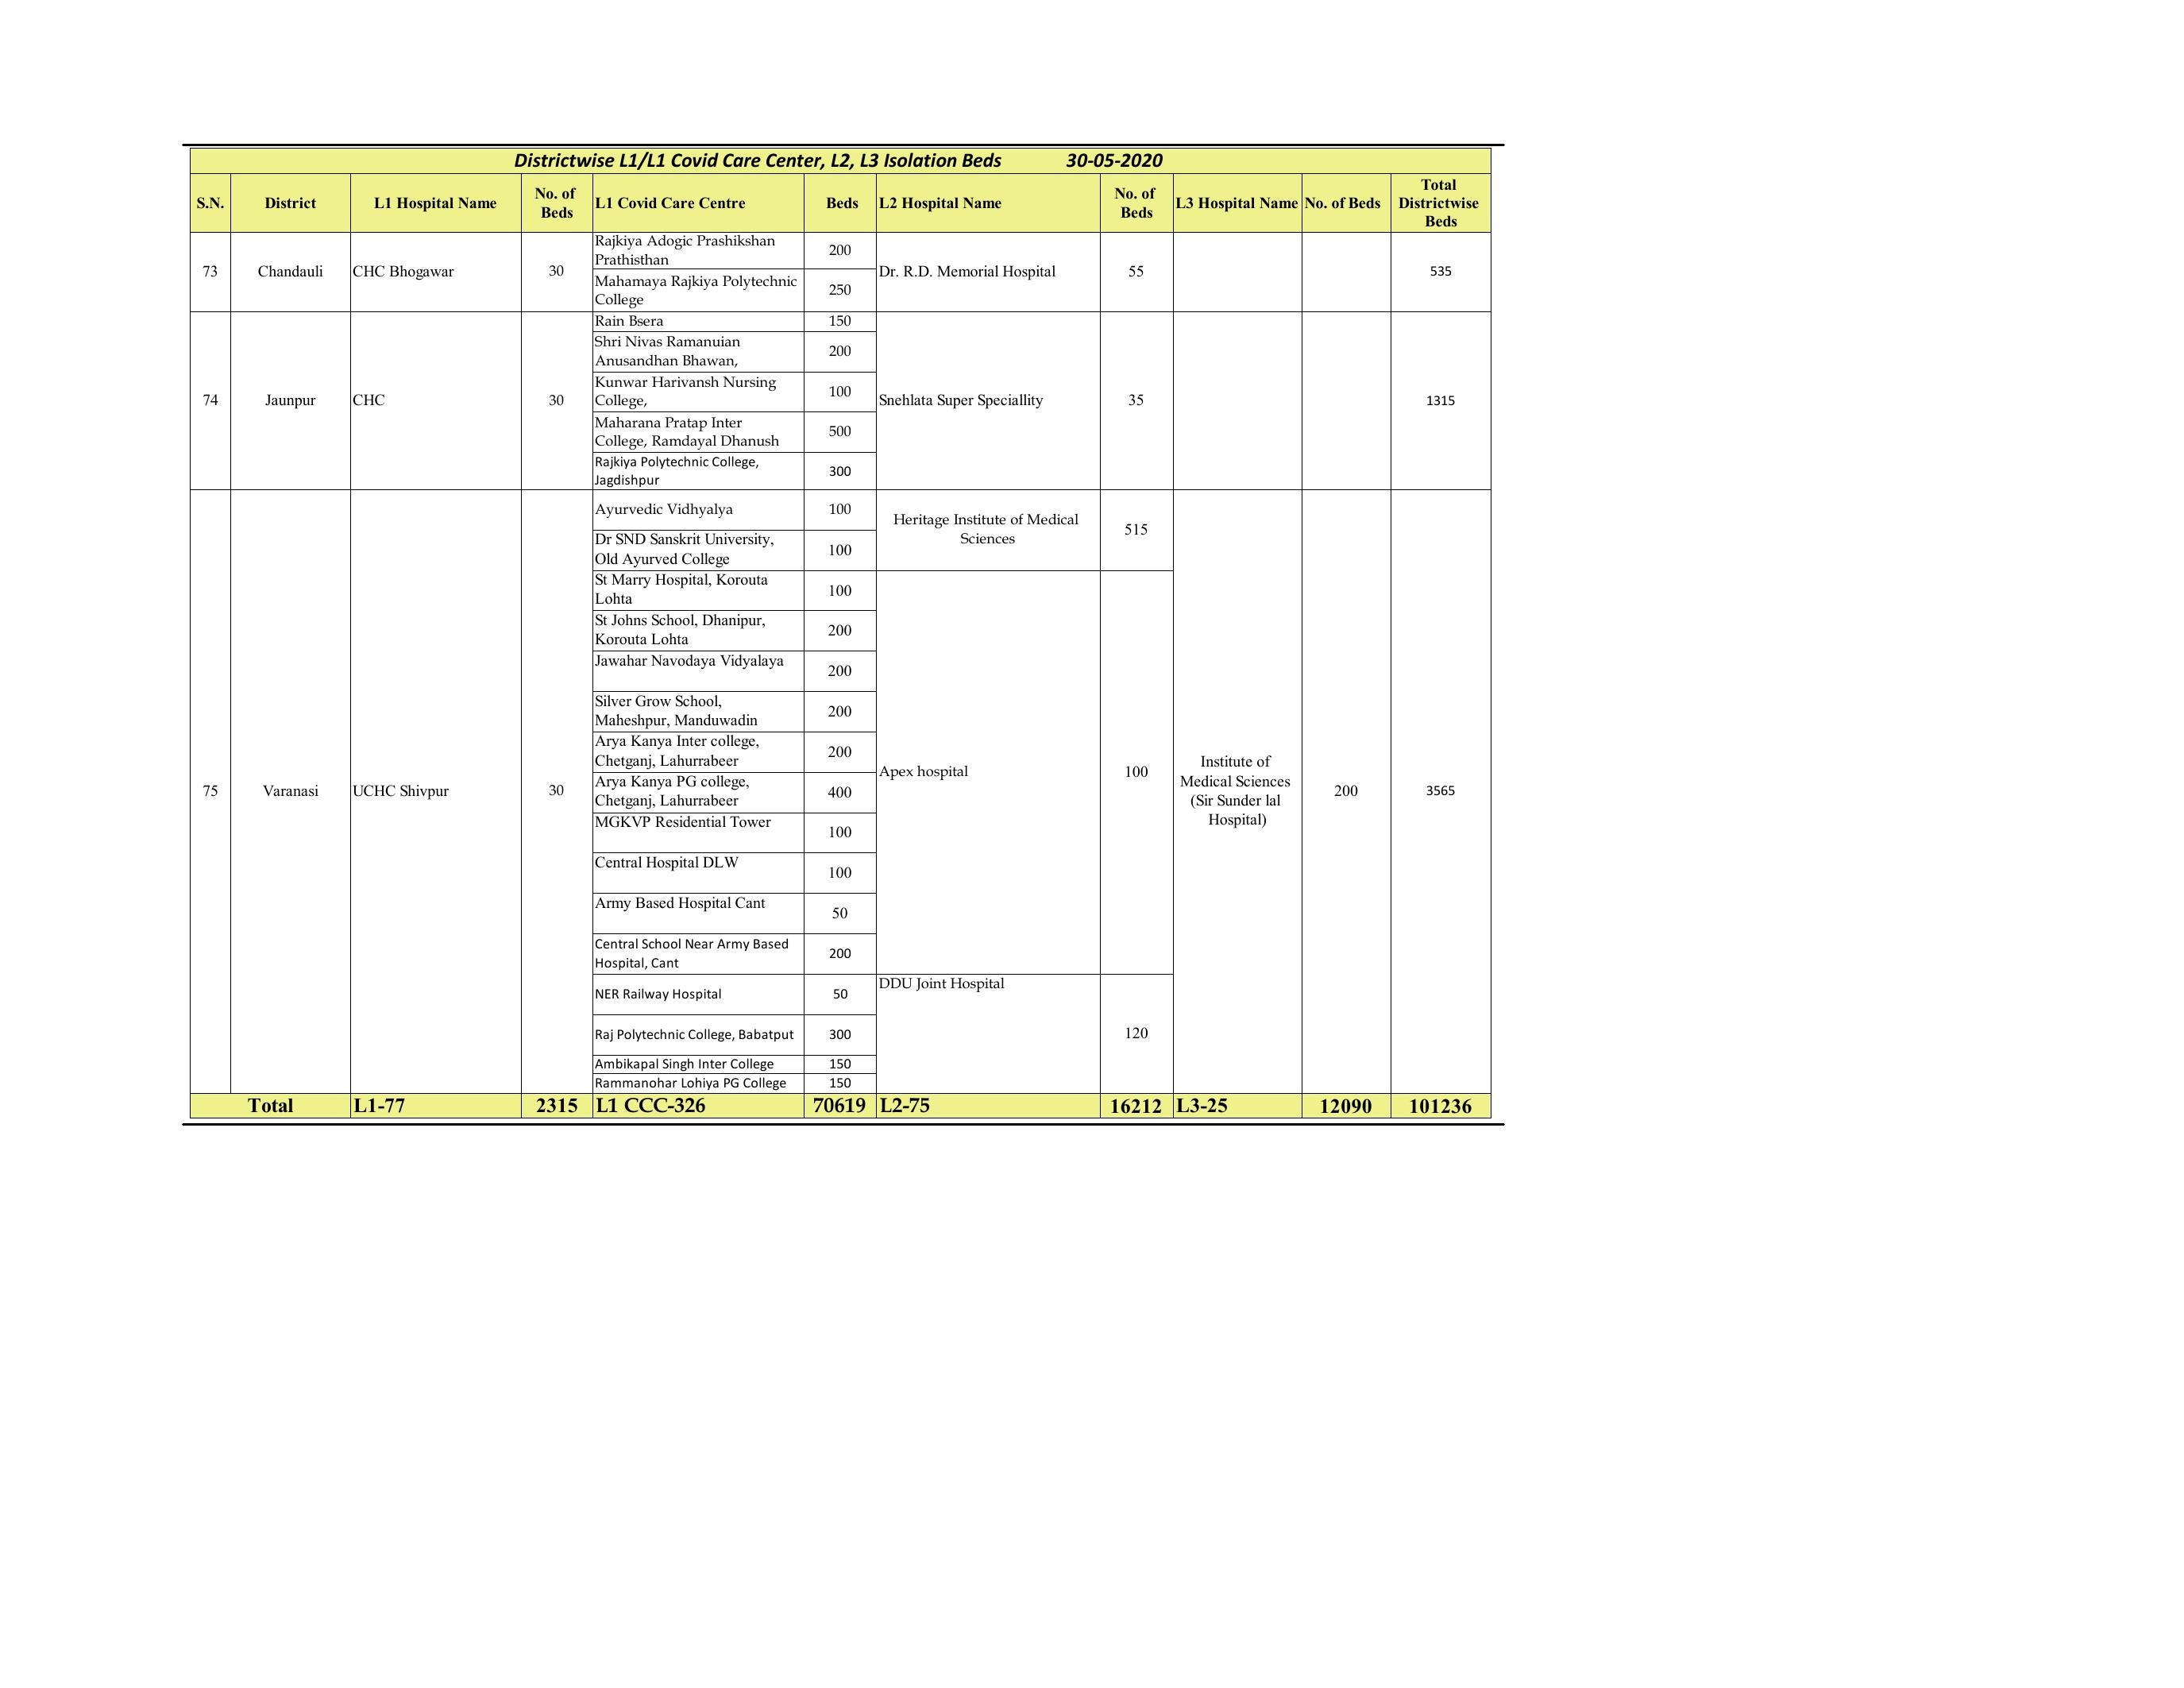 Districtwise L1/L1 Covid Care Center, L2, L3 Isolation Beds 30-05-2020
S.N. District L1 Hospital Name No. of Beds L1 Covid Care Centre Beds L2 Hospital Name No. of Beds L3 Hospital Name No. of Beds Total Districtwise Beds
73 Chandauli CHC Bhogawar 30
Rajkiya Adogic Prashikshan
Prathisthan
200
Mahamaya Rajkiya Polytechnic
College
250
Dr. R.D. Memorial Hospital 55 535
74 Jaunpur CHC 30
Rain Bsera 150
Shri Nivas Ramanuian
Anusandhan Bhawan,
200
Kunwar Harivansh Nursing
College,
100
Maharana Pratap Inter
College, Ramdayal Dhanush
500
Rajkiya Polytechnic College,
Jagdishpur
300
Snehlata Super Speciallity 35 1315
75 Varanasi UCHC Shivpur 30
Ayurvedic Vidhyalya 100
Dr SND Sanskrit University,
Old Ayurved College
100
St Marry Hospital, Korouta
Lohta
100
St Johns School, Dhanipur,
Korouta Lohta
200
Jawahar Navodaya Vidyalaya
200
Silver Grow School,
Maheshpur, Manduwadin
200
Arya Kanya Inter college,
Chetganj, Lahurrabeer
200
Arya Kanya PG college,
Chetganj, Lahurrabeer
400
MGKVP Residential Tower
100
Central Hospital DLW
100
Army Based Hospital Cant
50
Central School Near Army Based
Hospital, Cant
200
NER Railway Hospital 50
Raj Polytechnic College, Babatput 300
Ambikapal Singh Inter College 150
Rammanohar Lohiya PG College 150
Heritage Institute of Medical
Sciences
515
Apex hospital 100
DDU Joint Hospital
120
Institute of
Medical Sciences
(Sir Sunder lal
Hospital)
200 3565
Total L1-77 2315 L1 CCC-326 70619 L2-75 16212 L3-25 12090 101236